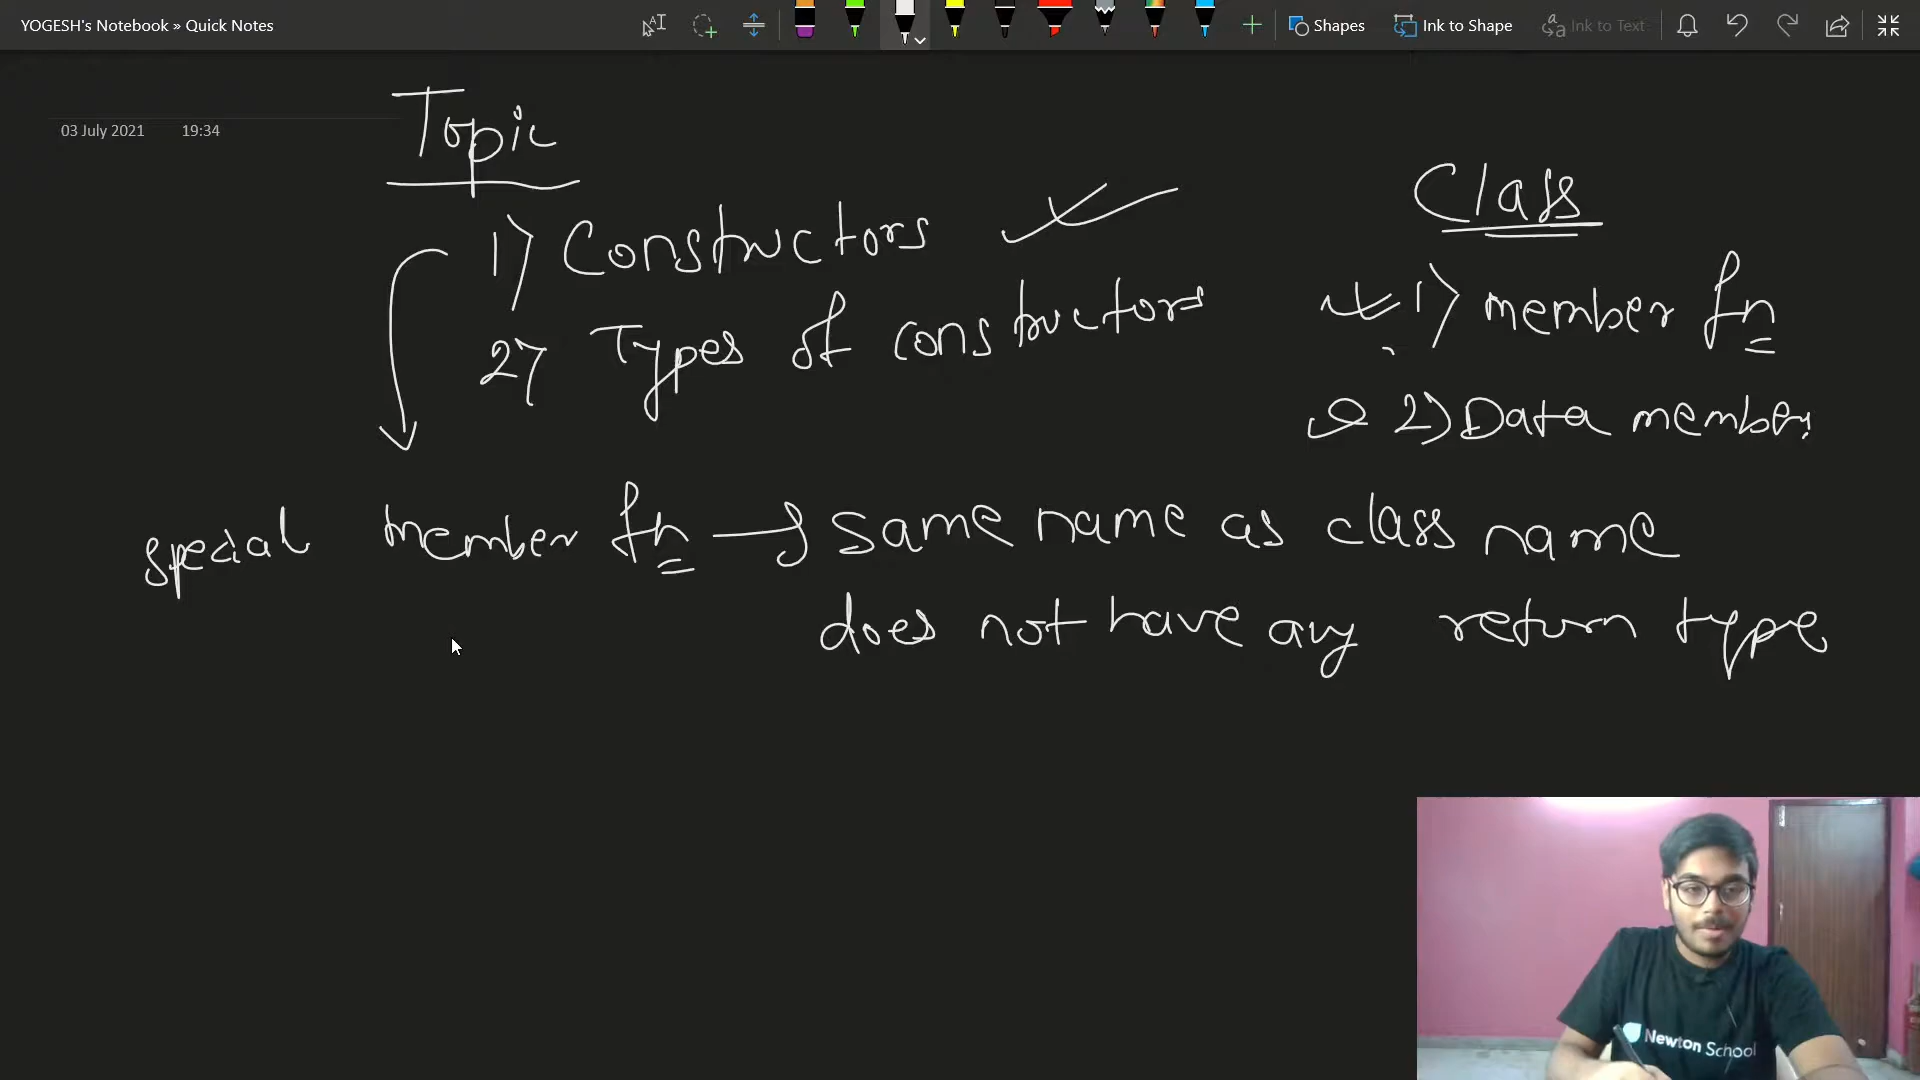 YOGESH's Notebook » Quick Notes
Shapes
Ink to Shape
Ink to Text
03 July 2021 19:34
Topic
1) Constructors
2) Types of constructors
Class
1) member fn
2) Data member
special member fn → same name as class name
does not have any return type
Newton School